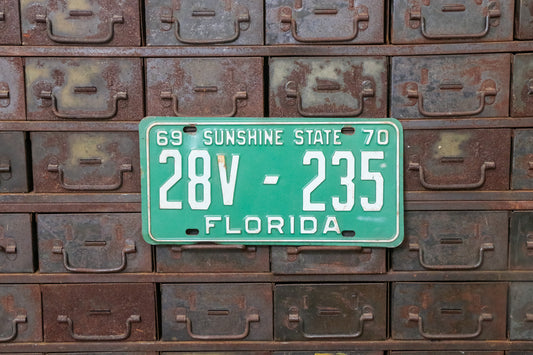 69 SUNSHINE STATE 70
28V - 235
FLORIDA